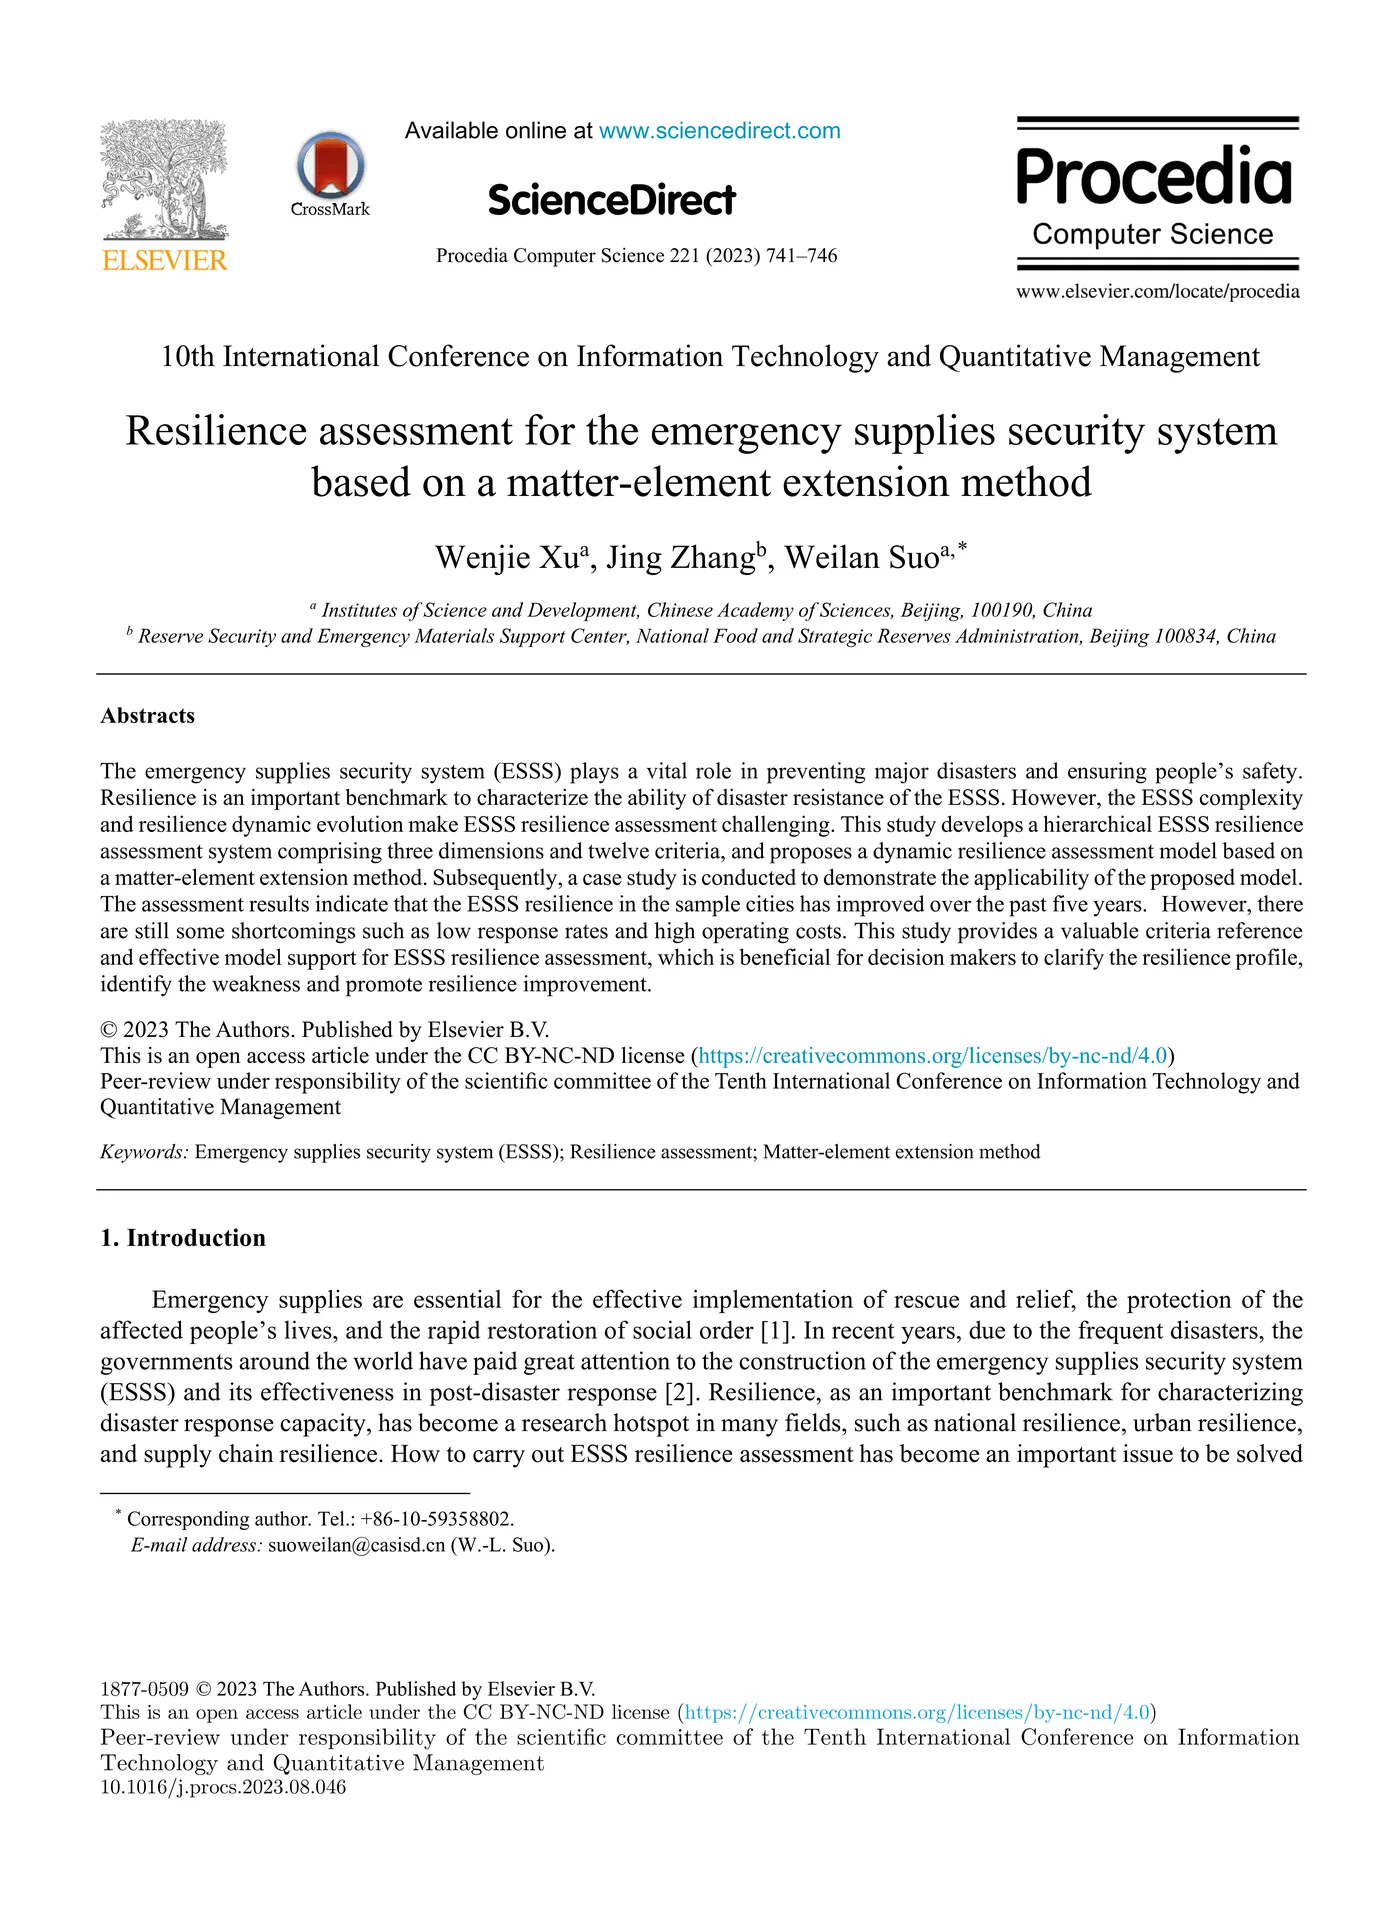 Available online at www.sciencedirect.com
ELSEVIER
CrossMark
ScienceDirect
Procedia Computer Science 221 (2023) 741–746
Procedia
Computer Science
www.elsevier.com/locate/procedia
10th International Conference on Information Technology and Quantitative Management
Resilience assessment for the emergency supplies security system
based on a matter-element extension method
Wenjie Xuᵃ, Jing Zhangᵇ, Weilan Suoᵃ,*
ᵃ Institutes of Science and Development, Chinese Academy of Sciences, Beijing, 100190, China
ᵇ Reserve Security and Emergency Materials Support Center, National Food and Strategic Reserves Administration, Beijing 100834, China
Abstracts
The emergency supplies security system (ESSS) plays a vital role in preventing major disasters and ensuring people’s safety.
Resilience is an important benchmark to characterize the ability of disaster resistance of the ESSS. However, the ESSS complexity
and resilience dynamic evolution make ESSS resilience assessment challenging. This study develops a hierarchical ESSS resilience
assessment system comprising three dimensions and twelve criteria, and proposes a dynamic resilience assessment model based on
a matter-element extension method. Subsequently, a case study is conducted to demonstrate the applicability of the proposed model.
The assessment results indicate that the ESSS resilience in the sample cities has improved over the past five years. However, there
are still some shortcomings such as low response rates and high operating costs. This study provides a valuable criteria reference
and effective model support for ESSS resilience assessment, which is beneficial for decision makers to clarify the resilience profile,
identify the weakness and promote resilience improvement.
© 2023 The Authors. Published by Elsevier B.V.
This is an open access article under the CC BY-NC-ND license (https://creativecommons.org/licenses/by-nc-nd/4.0)
Peer-review under responsibility of the scientific committee of the Tenth International Conference on Information Technology and
Quantitative Management
Keywords: Emergency supplies security system (ESSS); Resilience assessment; Matter-element extension method
1. Introduction
Emergency supplies are essential for the effective implementation of rescue and relief, the protection of the
affected people’s lives, and the rapid restoration of social order [1]. In recent years, due to the frequent disasters, the
governments around the world have paid great attention to the construction of the emergency supplies security system
(ESSS) and its effectiveness in post-disaster response [2]. Resilience, as an important benchmark for characterizing
disaster response capacity, has become a research hotspot in many fields, such as national resilience, urban resilience,
and supply chain resilience. How to carry out ESSS resilience assessment has become an important issue to be solved
* Corresponding author. Tel.: +86-10-59358802.
E-mail address: suoweilan@casisd.cn (W.-L. Suo).
1877-0509 © 2023 The Authors. Published by Elsevier B.V.
This is an open access article under the CC BY-NC-ND license (https://creativecommons.org/licenses/by-nc-nd/4.0)
Peer-review under responsibility of the scientific committee of the Tenth International Conference on Information
Technology and Quantitative Management
10.1016/j.procs.2023.08.046